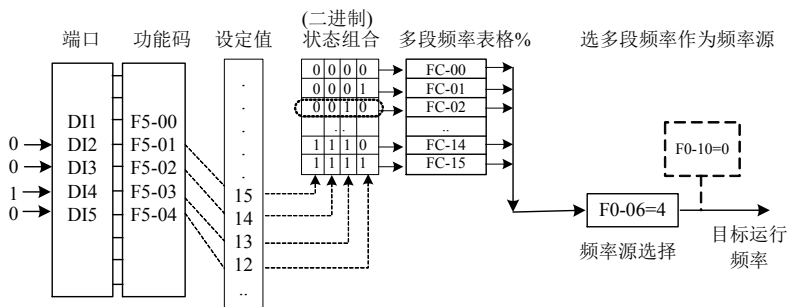 (二进制)
端口 功能码 设定值 状态组合 多段频率表格% 选多段频率作为频率源
0 0 0 0 FC-00
0 0 0 1 FC-01
0 0 1 0 FC-02
... ..
1 1 1 0 FC-14
1 1 1 1 FC-15
DI1 F5-00
0 DI2 F5-01
0 DI3 F5-02
1 DI4 F5-03
0 DI5 F5-04
.
.
.
.
.
15
14
13
12
..
F0-10=0
F0-06=4
频率源选择
目标运行
频率